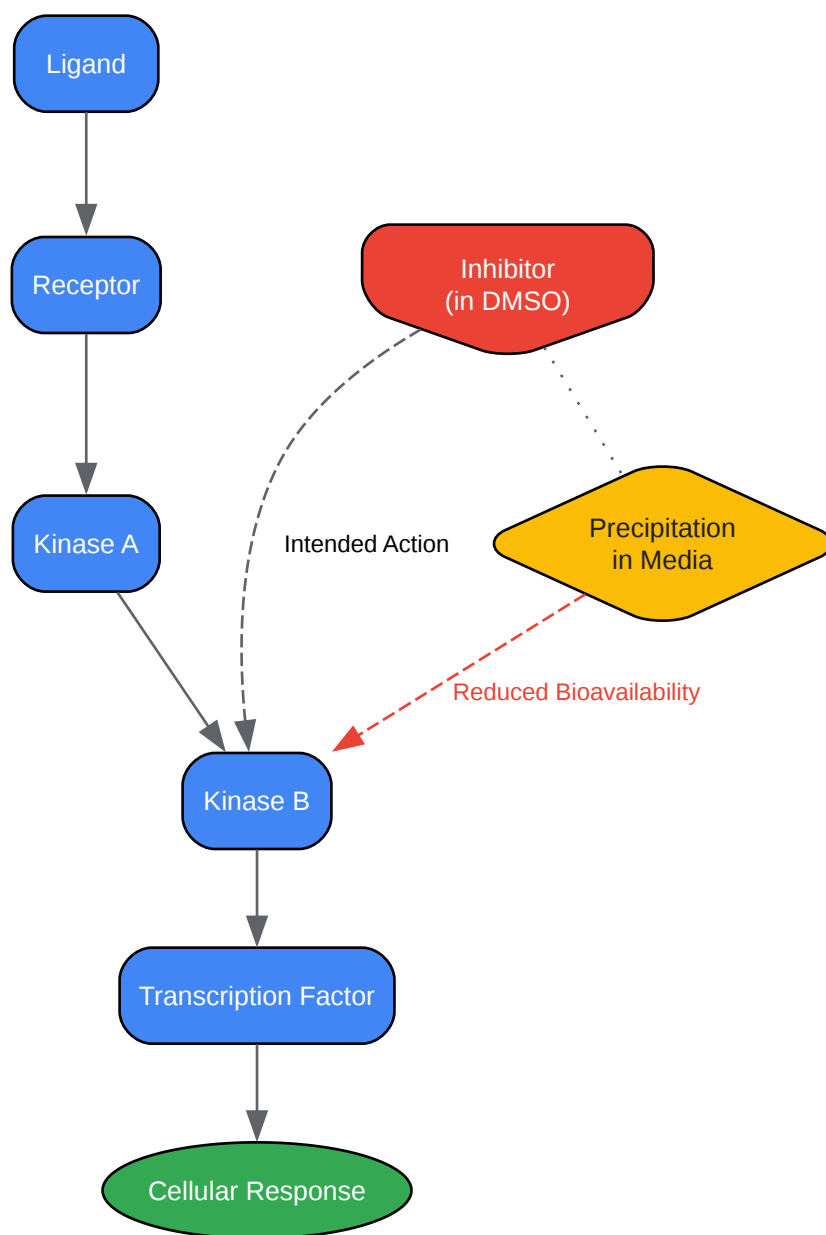 Ligand
Receptor
Inhibitor
(in DMSO)
Kinase A
Intended Action
Precipitation
in Media
Reduced Bioavailability
Kinase B
Transcription Factor
Cellular Response